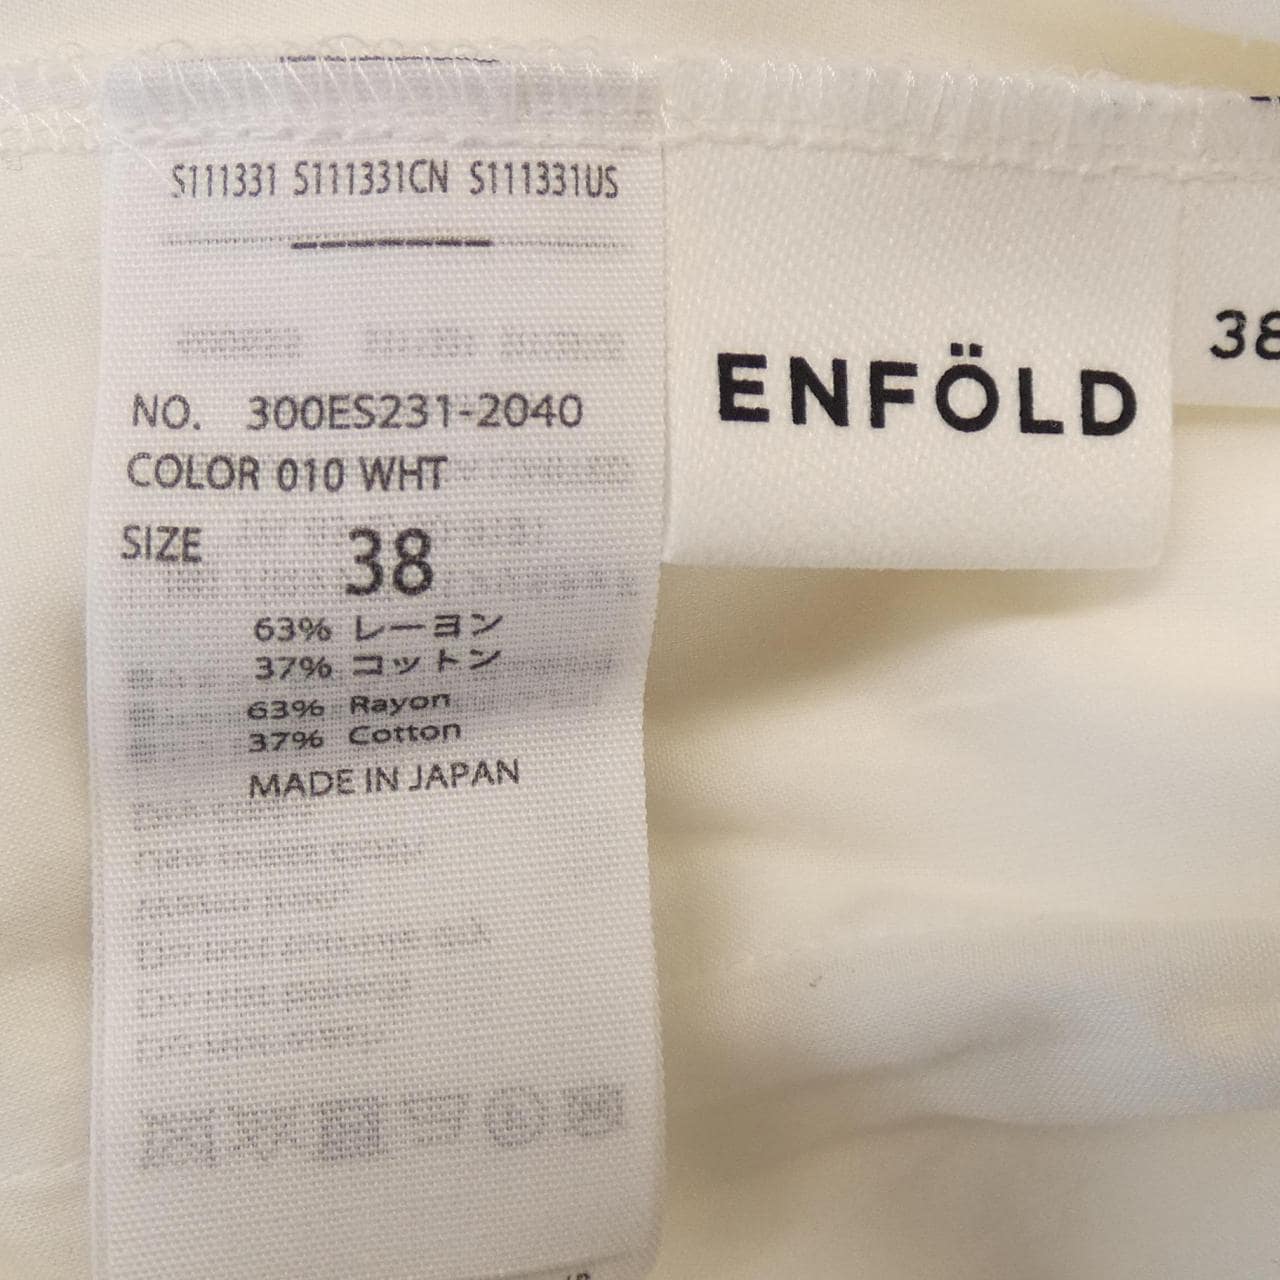 S111331 S111331CN S111331US
NO. 300ES231-2040
COLOR 010 WHT
SIZE 38
63% レーヨン
37% コットン
63% Rayon
37% Cotton
MADE IN JAPAN
ENFÖLD
38